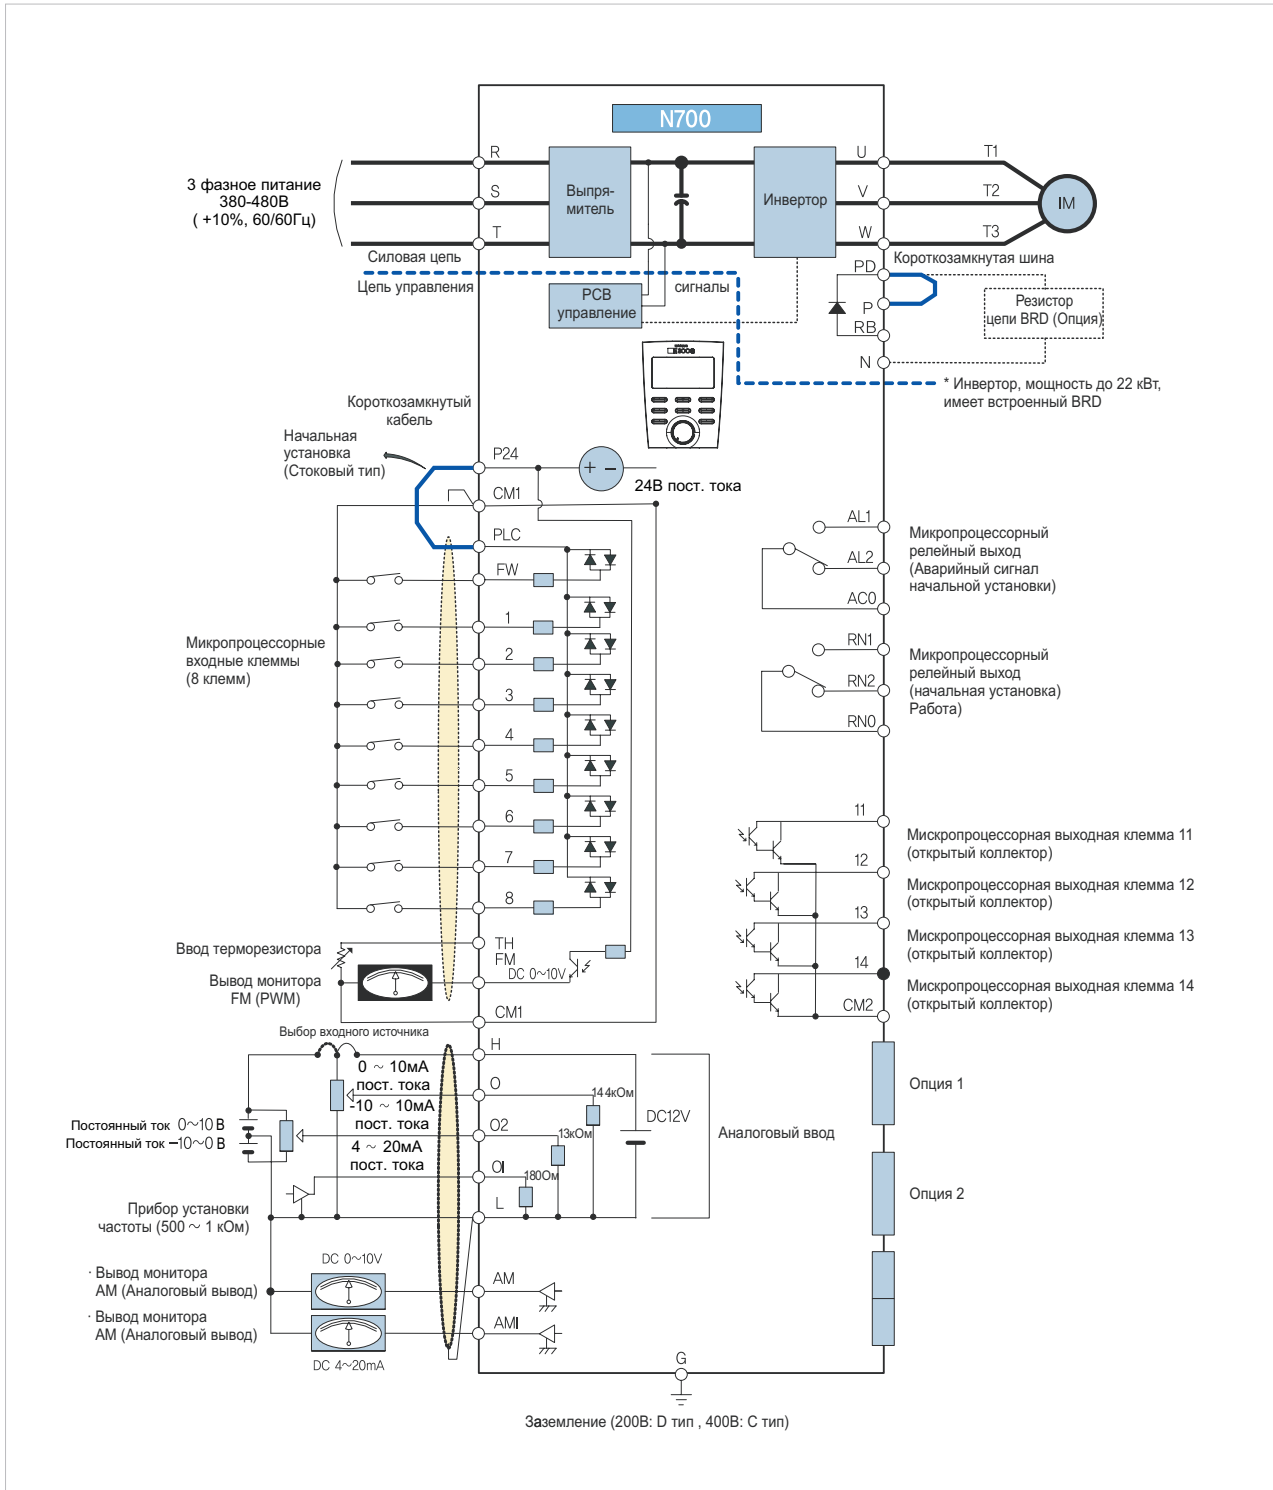 N700
R
S
T
U
V
W
T1
T2
T3
IM
3 фазное питание
380-480В
( +10%, 60/60Гц)
Выпря-
митель
Инвертор
Силовая цепь
Цепь управления
сигналы
PCB
управление
Короткозамкнутая шина
PD
P
RB
N
Резистор
цепи BRD (Опция)
* Инвертор, мощность до 22 кВт,
имеет встроенный BRD
Короткозамкнутый
кабель
Начальная
установка
(Стоковый тип)
P24
+ −
24В пост. тока
CM1
PLC
FW
1
2
3
4
5
6
7
8
Микропроцессорные
входные клеммы
(8 клемм)
AL1
AL2
AC0
Микропроцессорный
релейный выход
(Аварийный сигнал
начальной установки)
RN1
RN2
RN0
Микропроцессорный
релейный выход
(начальная установка)
Работа)
11
12
13
14
CM2
Мискропроцессорная выходная клемма 11
(открытый коллектор)
Мискропроцессорная выходная клемма 12
(открытый коллектор)
Мискропроцессорная выходная клемма 13
(открытый коллектор)
Мискропроцессорная выходная клемма 14
(открытый коллектор)
Ввод терморезистора
TH
FM
DC 0~10V
Вывод монитора
FM (PWM)
CM1
Выбор входного источника
H
0 ~ 10мА
пост. тока
O
-10 ~ 10мА
пост. тока
O2
4 ~ 20мА
пост. тока
OI
L
144кОм
13кОм
180Ом
DC12V
Аналоговый ввод
Постоянный ток 0~10 В
Постоянный ток −10~0 В
Прибор установки
частоты (500 ~ 1 кОм)
Опция 1
Опция 2
DC 0~10V
· Вывод монитора
AM (Аналоговый вывод)
AM
· Вывод монитора
AM (Аналоговый вывод)
AMI
DC 4~20mA
G
Заземление (200В: D тип , 400В: C тип)